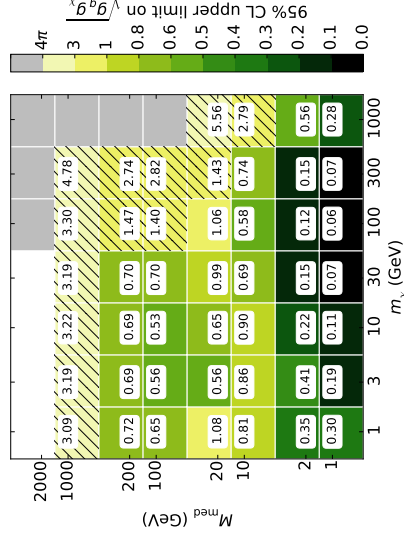 95% CL upper limit on √g_q g_χ
4π 3 1 0.8 0.6 0.5 0.4 0.3 0.2 0.1 0.0
5.56 2.79 0.56 0.28 1000
4.78 2.74 2.82 1.43 0.74 0.15 0.07 300
3.30 1.47 1.40 1.06 0.58 0.12 0.06 100
3.19 0.70 0.70 0.99 0.69 0.15 0.07 30
3.22 0.69 0.53 0.65 0.90 0.22 0.11 10
3.19 0.69 0.56 0.56 0.86 0.41 0.19 3
3.09 0.72 0.65 1.08 0.81 0.35 0.30 1
m_χ (GeV)
2000 1000 200 100 20 10 2 1
M_med (GeV)